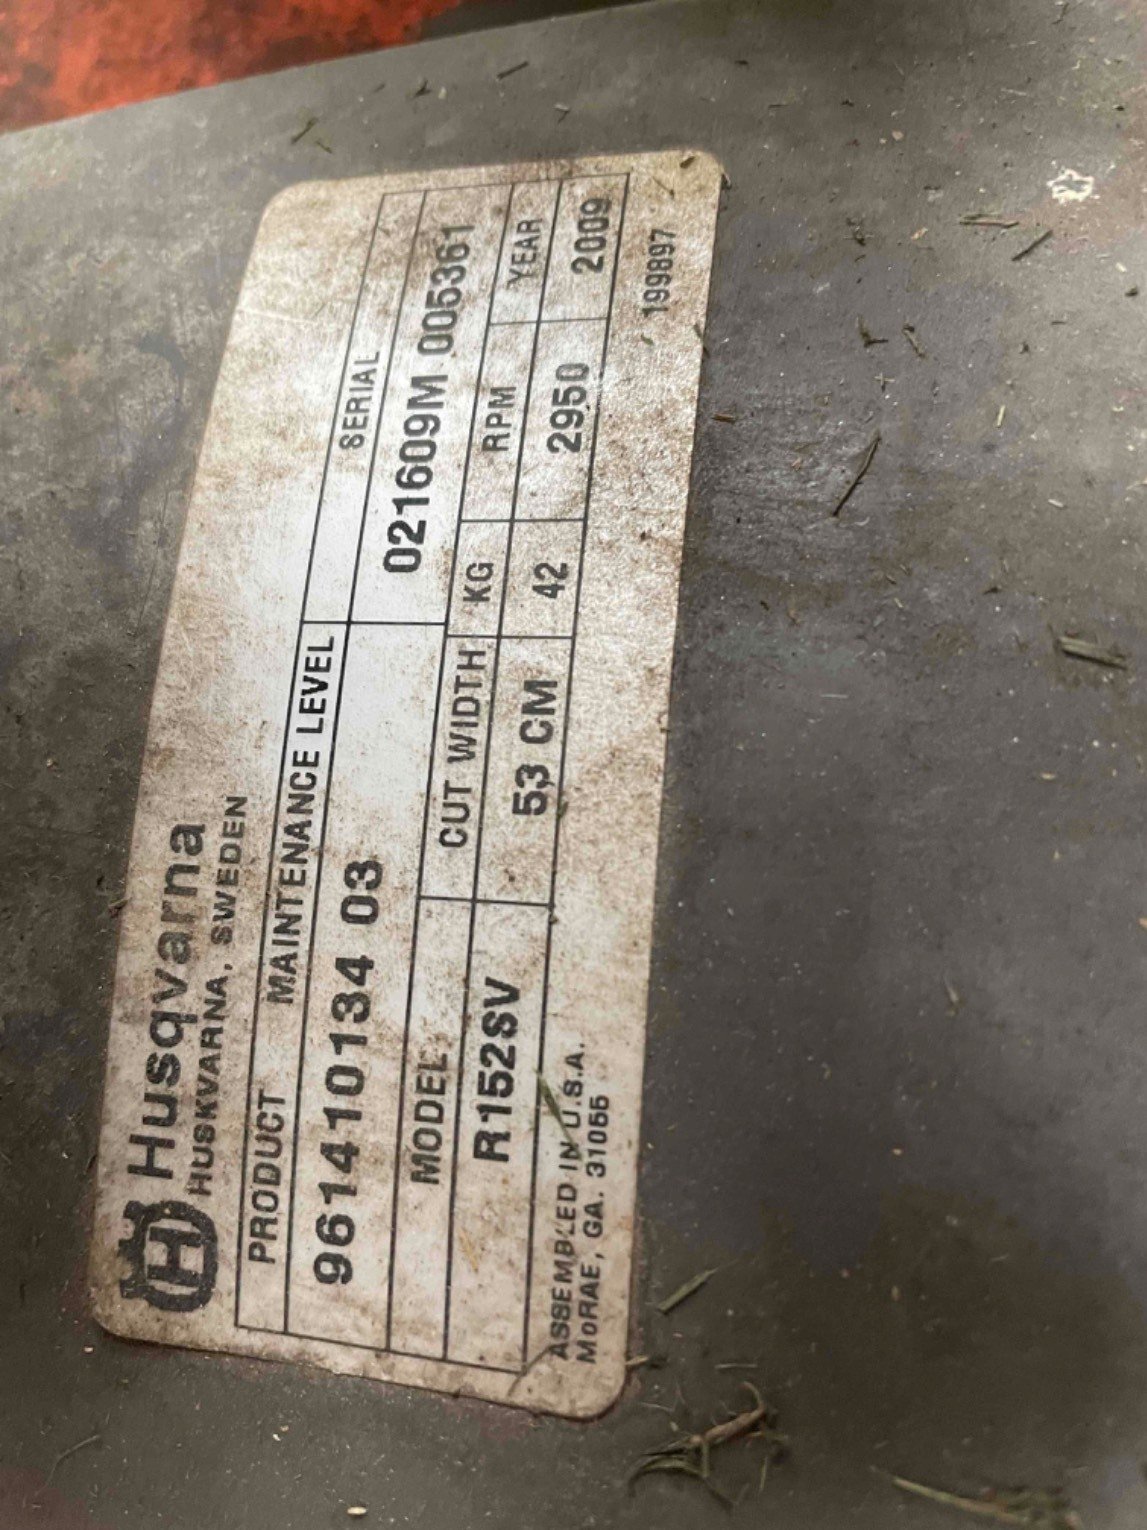 Husqvarna
HUSKVARNA, SWEDEN
PRODUCT MAINTENANCE LEVEL SERIAL
961410134 03 021609M 005361
MODEL CUT WIDTH KG RPM YEAR
R152SV 53 CM 42 2950 2009
ASSEMBLED IN U.S.A.
MCRAE, GA. 31055
199897